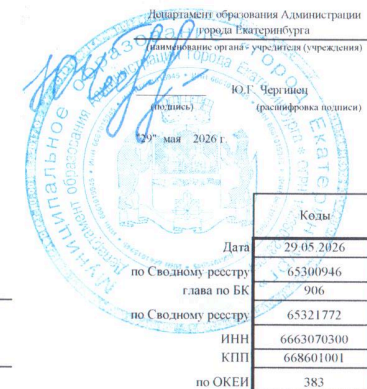 Департамент образования Администрации
города Екатеринбурга
(наименование органа - учредителя (учреждения)
Ю.Г. Чергинец
(подпись) (расшифровка подписи)
"29" мая 2026 г.
Коды
Дата 29.05.2026
по Сводному реестру 65300946
глава по БК 906
по Сводному реестру 65321772
ИНН 6663070300
КПП 668601001
по ОКЕИ 383